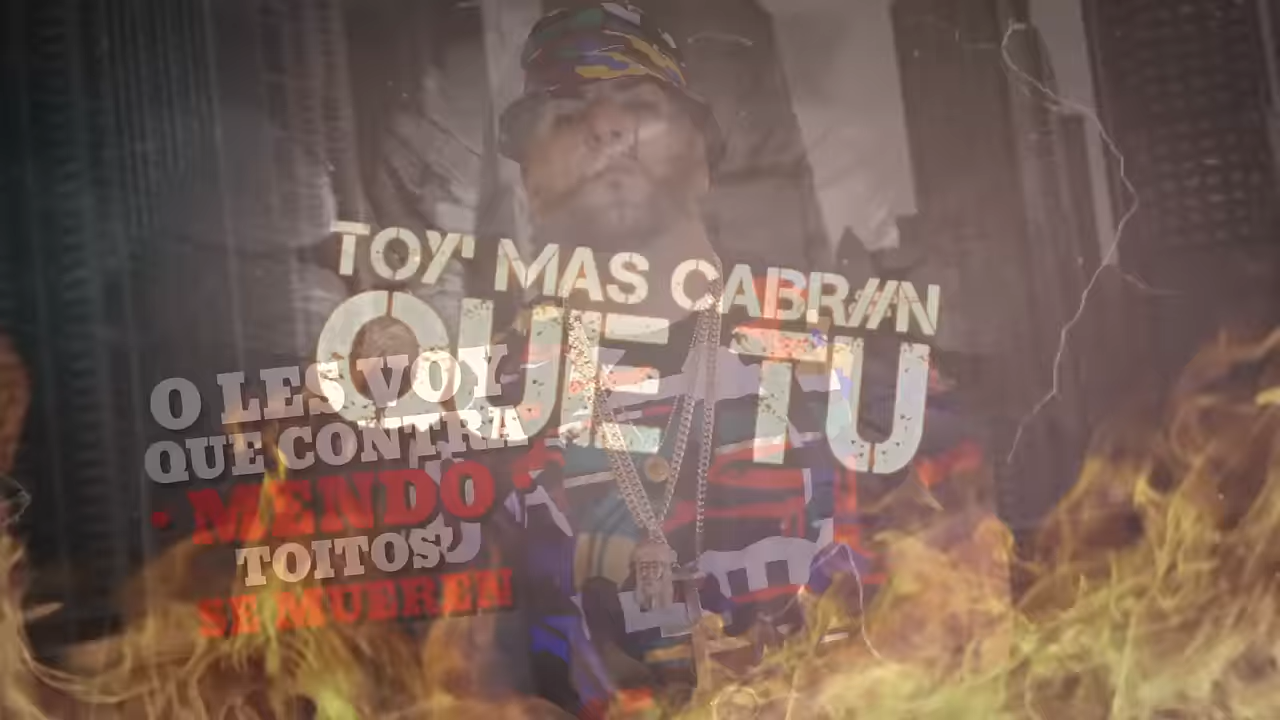 TOY' MAS CABR//N
QUE TU
O LES VOY
QUE CONTRA
MENDO
TOITOS
SE MUEREN